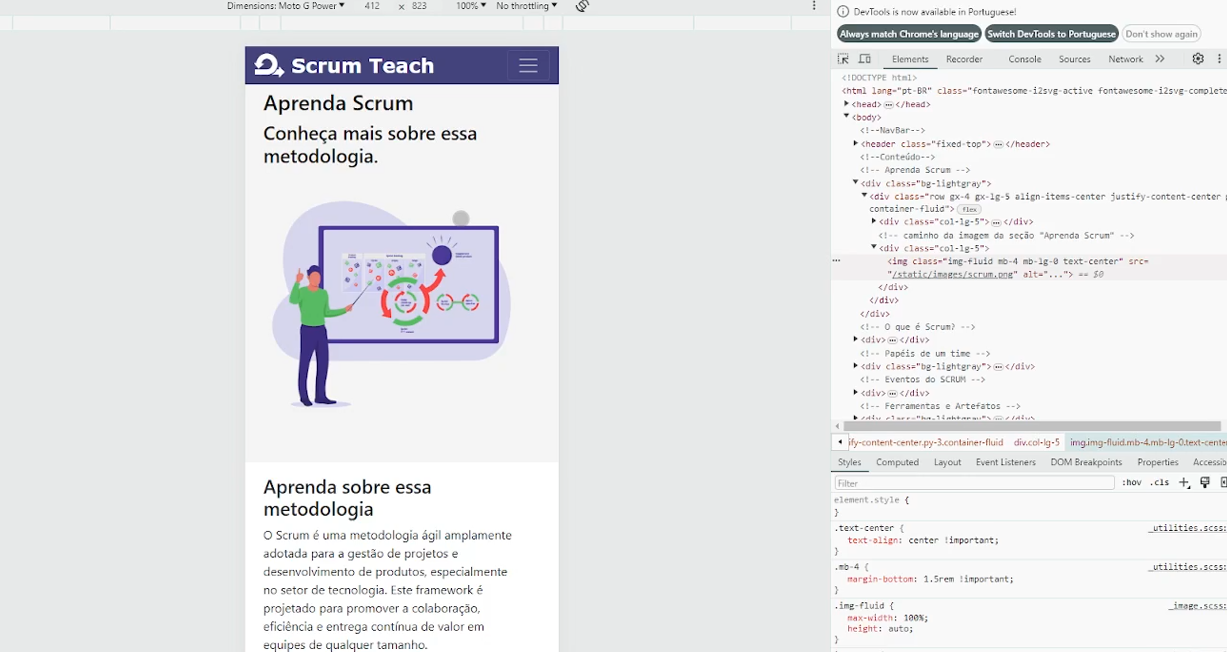 Dimensions: Moto G Power ▼ 412 × 823 100% ▼ No throttling ▼
Scrum Teach
Aprenda Scrum
Conheça mais sobre essa
metodologia.
Aprenda sobre essa
metodologia
O Scrum é uma metodologia ágil amplamente
adotada para a gestão de projetos e
desenvolvimento de produtos, especialmente
no setor de tecnologia. Este framework é
projetado para promover a colaboração,
eficiência e entrega contínua de valor em
equipes de qualquer tamanho.
DevTools is now available in Portuguese!
Always match Chrome's language Switch DevTools to Portuguese Don't show again
Elements Recorder Console Sources Network
<!DOCTYPE html>
<html lang="pt-BR" class="fontawesome-i2svg-active fontawesome-i2svg-complete
▶<head>…</head>
▼<body>
<!--NavBar-->
▶<header class="fixed-top">…</header>
<!--Conteúdo-->
<!-- Aprenda Scrum -->
▼<div class="bg-lightgray">
▼<div class="row gx-4 gx-lg-5 align-items-center justify-content-center p
container-fluid"> flex
▶<div class="col-lg-5">…</div>
<!-- caminho da imagem da seção "Aprenda Scrum" -->
▼<div class="col-lg-5">
<img class="img-fluid mb-4 mb-lg-0 text-center" src=
"/static/images/scrum.png" alt="..."> == $0
</div>
</div>
</div>
<!-- O que é Scrum? -->
▶<div>…</div>
<!-- Papéis de um time -->
▶<div class="bg-lightgray">…</div>
<!-- Eventos do SCRUM -->
▶<div>…</div>
<!-- Ferramentas e Artefatos -->
▶<div class="bg-lightgray">…</div>
ify-content-center.py-3.container-fluid div.col-lg-5 img.img-fluid.mb-4.mb-lg-0.text-center
Styles Computed Layout Event Listeners DOM Breakpoints Properties Accessib
Filter :hov .cls
element.style {
}
.text-center { _utilities.scss:
text-align: center !important;
}
.mb-4 { _utilities.scss:
margin-bottom: 1.5rem !important;
}
.img-fluid { _image.scss:
max-width: 100%;
height: auto;
}